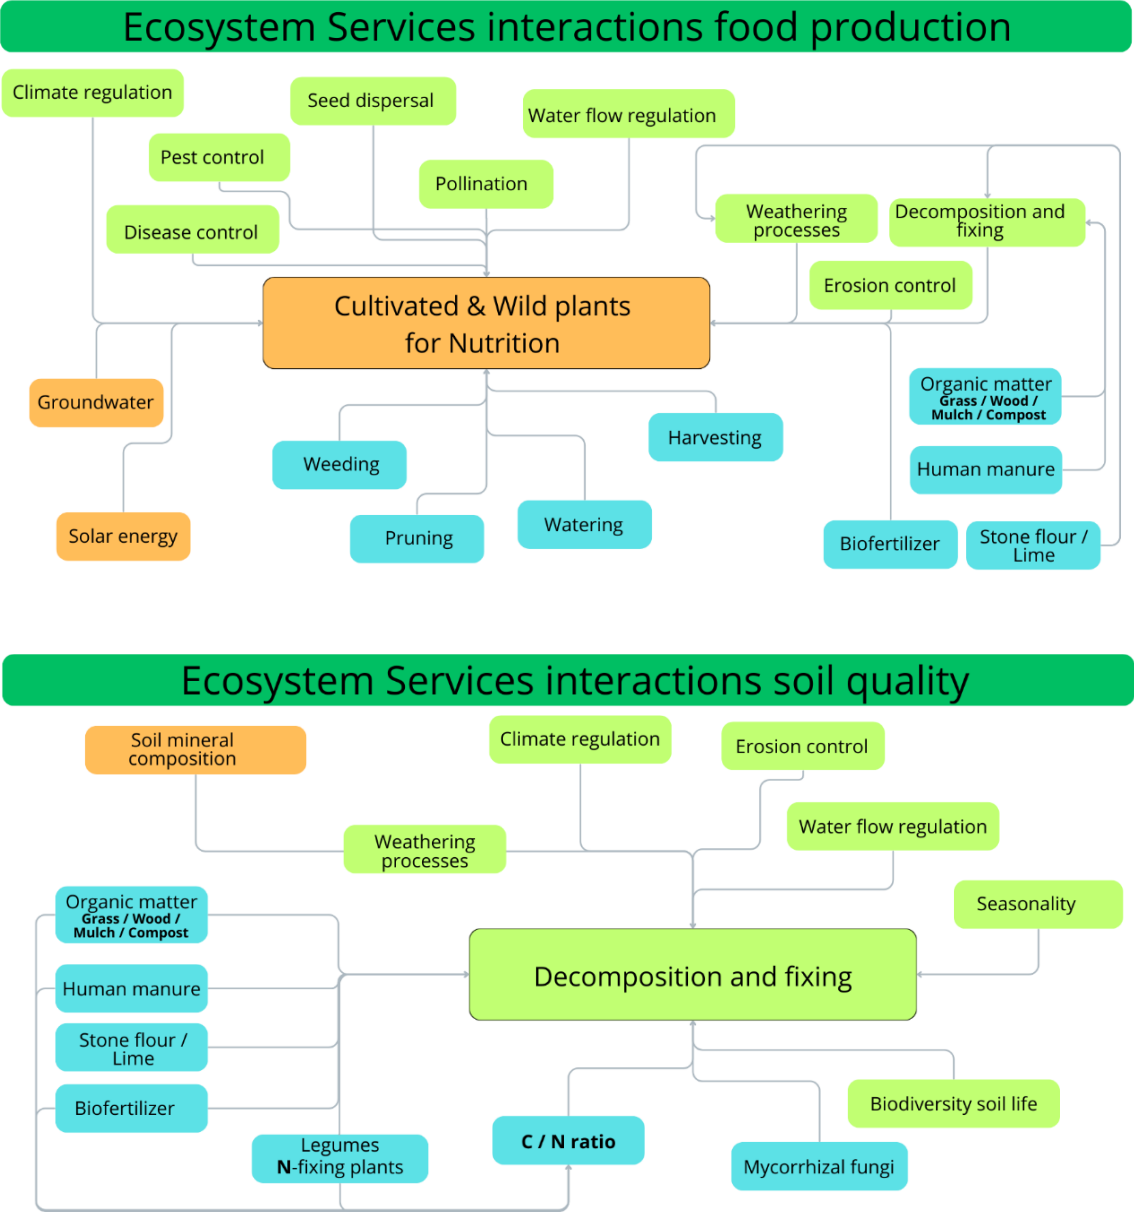 Ecosystem Services interactions food production
Climate regulation
Seed dispersal
Water flow regulation
Pest control
Pollination
Disease control
Weathering
processes
Decomposition and
fixing
Erosion control
Cultivated & Wild plants
for Nutrition
Groundwater
Solar energy
Weeding
Pruning
Watering
Harvesting
Organic matter
Grass / Wood /
Mulch / Compost
Human manure
Biofertilizer
Stone flour /
Lime
Ecosystem Services interactions soil quality
Soil mineral
composition
Climate regulation
Erosion control
Weathering
processes
Water flow regulation
Organic matter
Grass / Wood /
Mulch / Compost
Seasonality
Human manure
Decomposition and fixing
Stone flour /
Lime
Biofertilizer
Legumes
N-fixing plants
C / N ratio
Biodiversity soil life
Mycorrhizal fungi